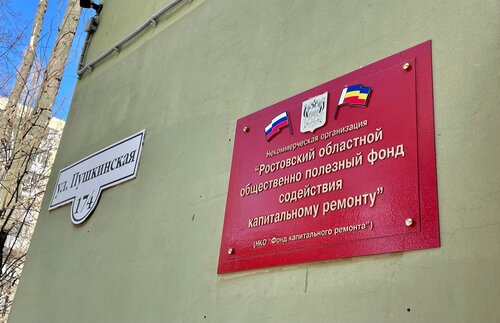 ул. Пушкинская
174
Некоммерческая организация
"Ростовский областной
общественно полезный фонд
содействия
капитальному ремонту"
(НКО "Фонд капитального ремонта")